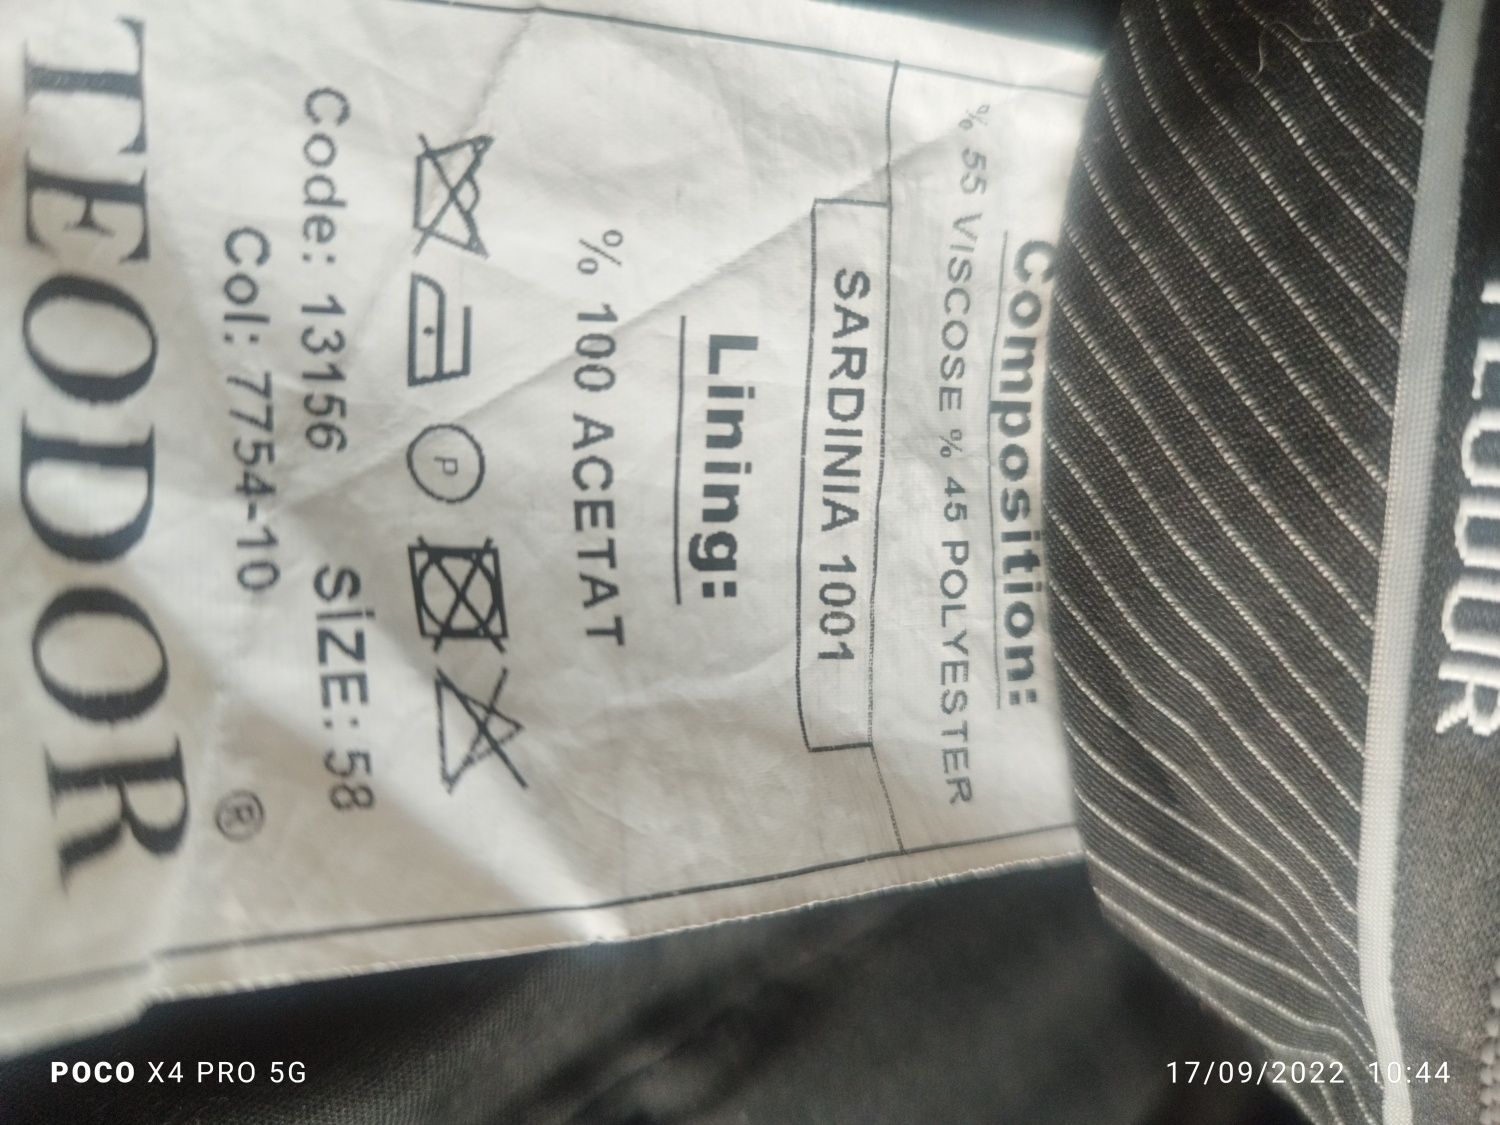 Composition:
% 55 VISCOSE % 45 POLYESTER
SARDINIA 1001
Lining:
% 100 ACETAT
P
Code: 13156 SİZE: 58
Col: 7754-10
®
TEODOR
TEODOR
POCO X4 PRO 5G
17/09/2022 10:44